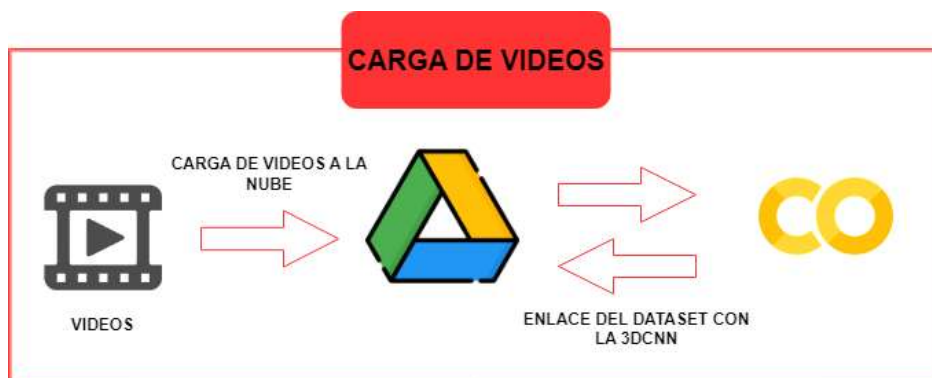 CARGA DE VIDEOS
CARGA DE VIDEOS A LA
NUBE
VIDEOS
CO
ENLACE DEL DATASET CON
LA 3DCNN